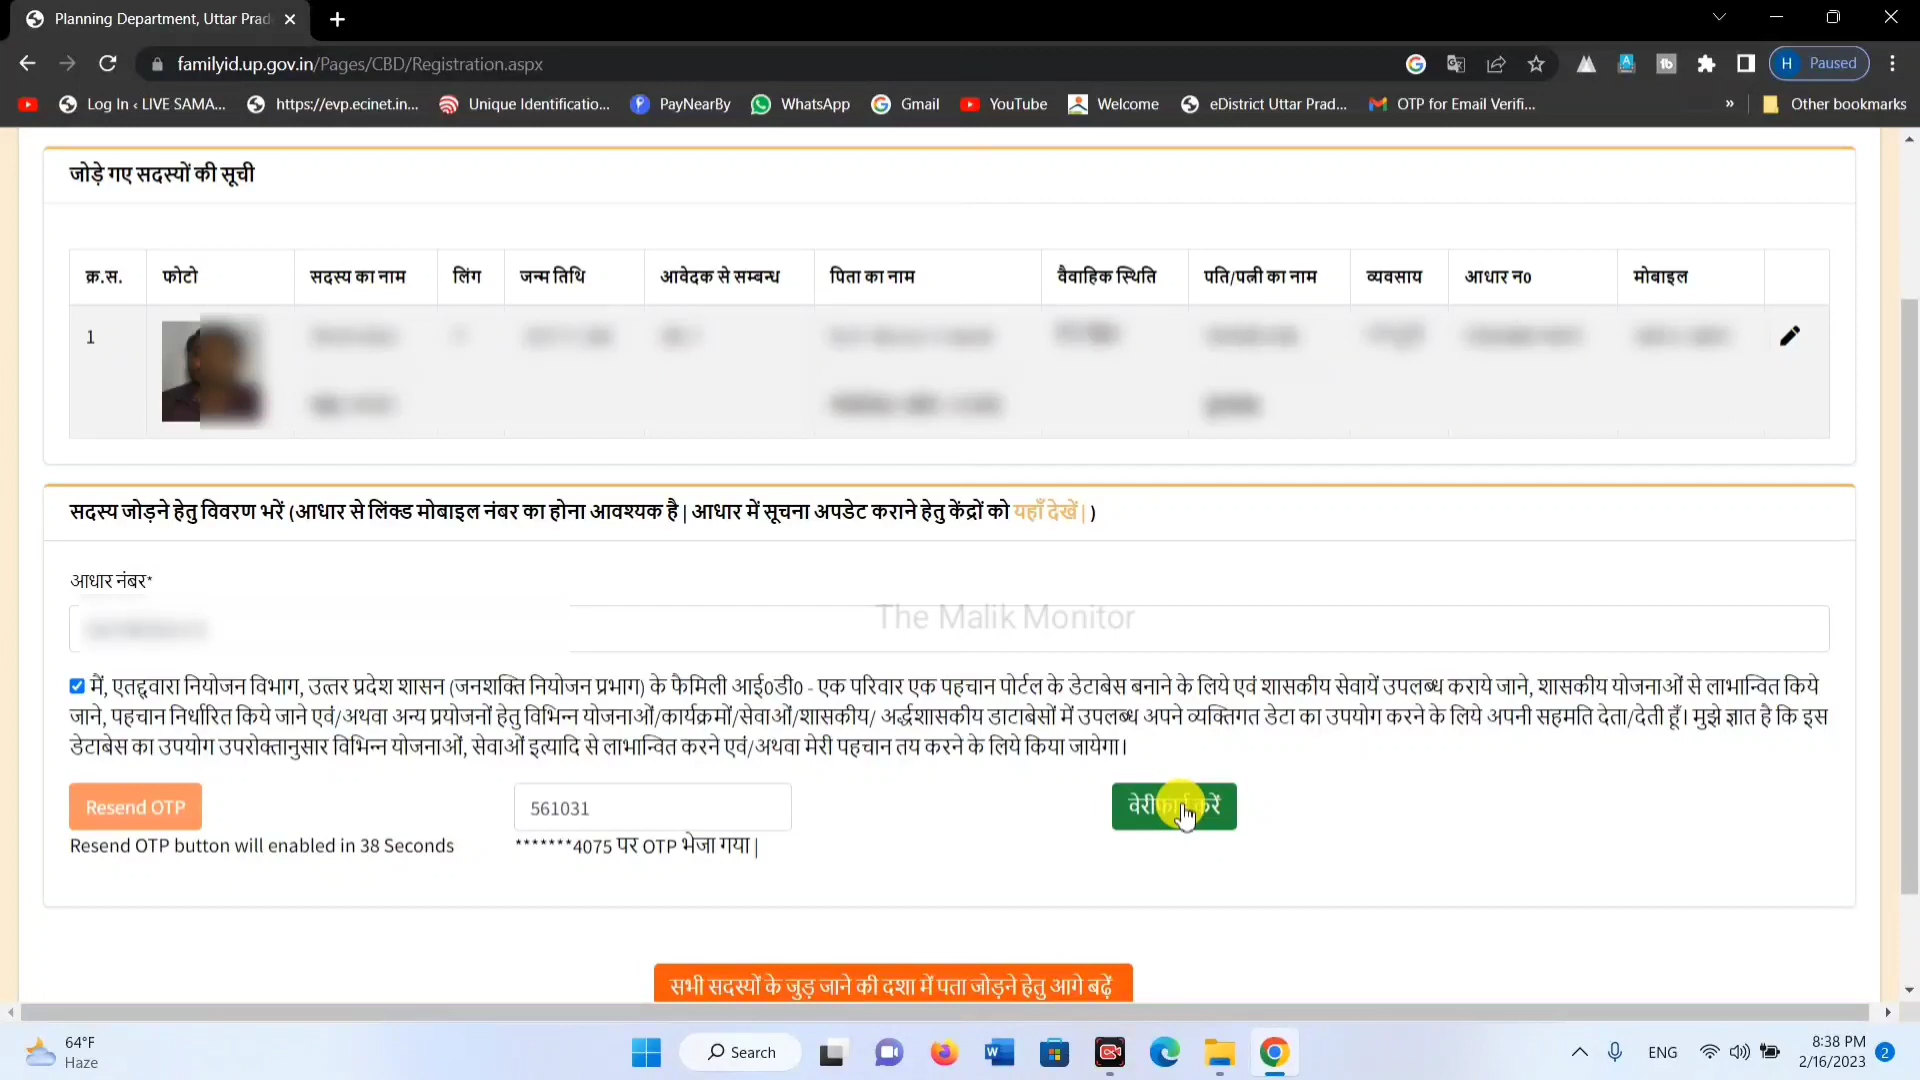 Planning Department, Uttar Prad
familyid.up.gov.in/Pages/CBD/Registration.aspx
H Paused
Log In ‹ LIVE SAMA...
https://evp.ecinet.in...
Unique Identificatio...
PayNearBy
WhatsApp
Gmail
YouTube
Welcome
eDistrict Uttar Prad...
OTP for Email Verifi...
»
Other bookmarks
जोड़े गए सदस्यों की सूची
क्र.स. फोटो सदस्य का नाम लिंग जन्म तिथि आवेदक से सम्बन्ध पिता का नाम वैवाहिक स्थिति पति/पत्नी का नाम व्यवसाय आधार न० मोबाइल
1
सदस्य जोड़ने हेतु विवरण भरें (आधार से लिंक्ड मोबाइल नंबर का होना आवश्यक है | आधार में सूचना अपडेट कराने हेतु केंद्रों को यहाँ देखें | )
आधार नंबर*
The Malik Monitor
मैं, एतद्द्वारा नियोजन विभाग, उत्तर प्रदेश शासन (जनशक्ति नियोजन प्रभाग) के फैमिली आई०डी० - एक परिवार एक पहचान पोर्टल के डेटाबेस बनाने के लिये एवं शासकीय सेवायें उपलब्ध कराये जाने, शासकीय योजनाओं से लाभान्वित किये
जाने, पहचान निर्धारित किये जाने एवं/अथवा अन्य प्रयोजनों हेतु विभिन्न योजनाओं/कार्यक्रमों/सेवाओं/शासकीय/ अर्द्धशासकीय डाटाबेसों में उपलब्ध अपने व्यक्तिगत डेटा का उपयोग करने के लिये अपनी सहमति देता/देती हूँ। मुझे ज्ञात है कि इस
डेटाबेस का उपयोग उपरोक्तानुसार विभिन्न योजनाओं, सेवाओं इत्यादि से लाभान्वित करने एवं/अथवा मेरी पहचान तय करने के लिये किया जायेगा।
Resend OTP
561031
वेरीफाई करें
Resend OTP button will enabled in 38 Seconds
*******4075 पर OTP भेजा गया |
सभी सदस्यों के जुड़ जाने की दशा में पता जोड़ने हेतु आगे बढ़ें
64°F
Haze
Search
ENG
8:38 PM
2/16/2023
2